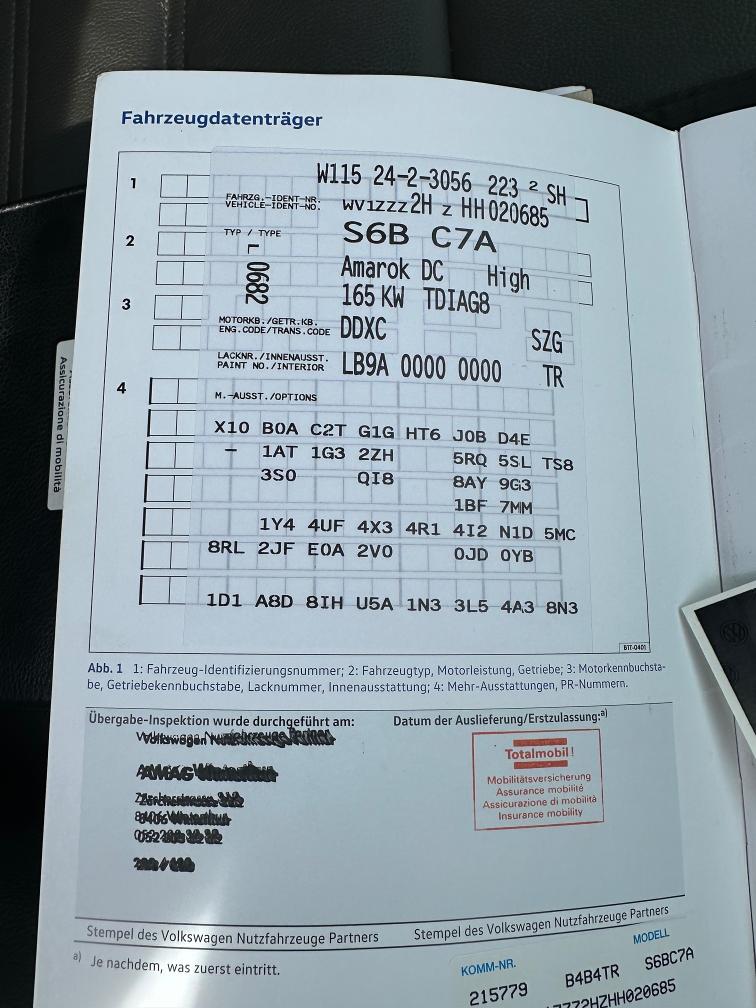 Fahrzeugdatenträger
W115 24-2-3056 223 2 SH
1
FAHRZG.-IDENT-NR.
VEHICLE-IDENT-NO.
WV1ZZZ2H Z HH020685
2
TYP / TYPE
S6B C7A
L 0682
Amarok DC High
165 KW TDIAG8
3
MOTORKB./GETR.KB.
ENG.CODE/TRANS.CODE
DDXC
SZG
LACKNR./INNENAUSST.
PAINT NO./INTERIOR
LB9A 0000 0000 TR
4
M.-AUSST./OPTIONS
X10 B0A C2T G1G HT6 J0B D4E
– 1AT 1G3 2ZH 5RQ 5SL TS8
3S0 QI8 8AY 9G3
1BF 7MM
1Y4 4UF 4X3 4R1 4I2 N1D 5MC
8RL 2JF E0A 2V0 0JD 0YB
1D1 A8D 8IH U5A 1N3 3L5 4A3 8N3
B1T-0401
Abb. 1 1: Fahrzeug-Identifizierungsnummer; 2: Fahrzeugtyp, Motorleistung, Getriebe; 3: Motorkennbuchsta-
be, Getriebekennbuchstabe, Lacknummer, Innenausstattung; 4: Mehr-Ausstattungen, PR-Nummern.
Übergabe-Inspektion wurde durchgeführt am:
Datum der Auslieferung/Erstzulassung:a)
Volkswagen
AMAG
Totalmobil!
Mobilitätsversicherung
Assurance mobilité
Assicurazione di mobilità
Insurance mobility
Stempel des Volkswagen Nutzfahrzeuge Partners
Stempel des Volkswagen Nutzfahrzeuge Partners
a) Je nachdem, was zuerst eintritt.
KOMM-NR.
MODELL
215779 B4B4TR S6BC7A
ZZZ2HZHH020685
Assicurazione di mobilità